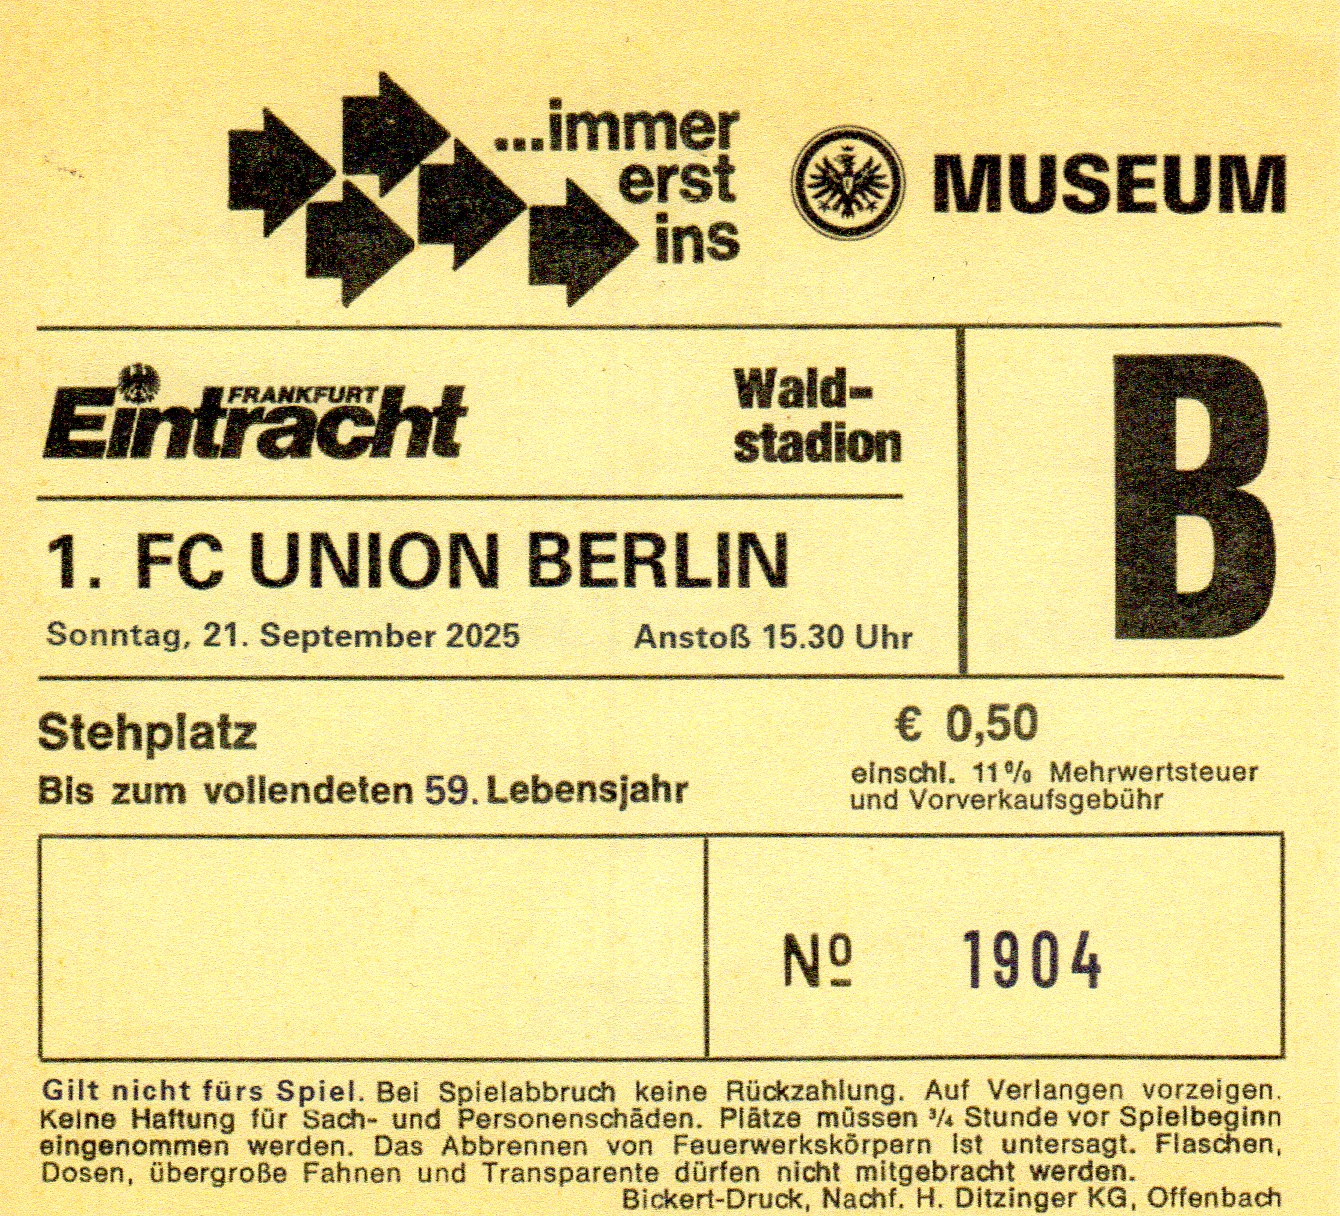 ...immer
erst
ins
MUSEUM
Eintracht
FRANKFURT
Wald-
stadion
B
1. FC UNION BERLIN
Sonntag, 21. September 2025 Anstoß 15.30 Uhr
Stehplatz
€ 0,50
Bis zum vollendeten 59. Lebensjahr
einschl. 11% Mehrwertsteuer
und Vorverkaufsgebühr
Nº 1904
Gilt nicht fürs Spiel. Bei Spielabbruch keine Rückzahlung. Auf Verlangen vorzeigen.
Keine Haftung für Sach- und Personenschäden. Plätze müssen ¾ Stunde vor Spielbeginn
eingenommen werden. Das Abbrennen von Feuerwerkskörpern ist untersagt. Flaschen,
Dosen, übergroße Fahnen und Transparente dürfen nicht mitgebracht werden.
Bickert-Druck, Nachf. H. Ditzinger KG, Offenbach